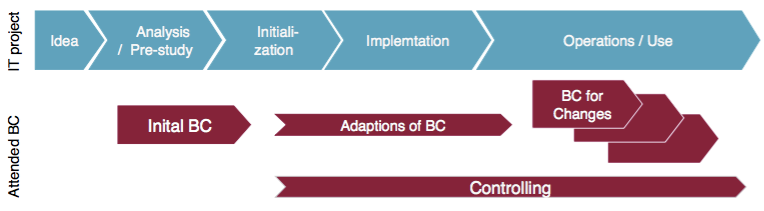 IT project
Idea
Analysis
/ Pre-study
Initiali-
zation
Implemtation
Operations / Use
Attended BC
Inital BC
Adaptions of BC
BC for
Changes
Controlling